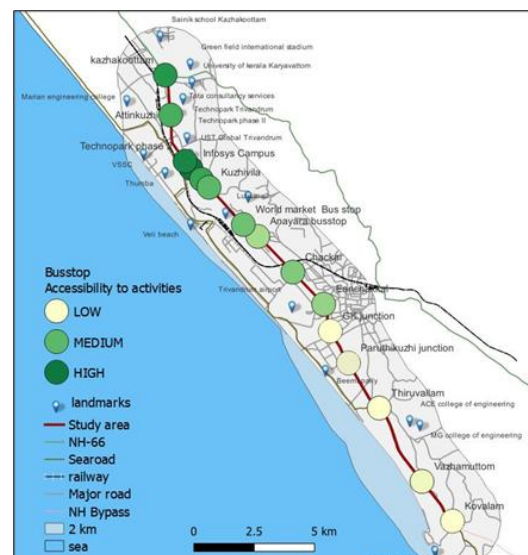 Sainik school Kazhakoottam
Green field international stadium
kazhakoottam
University of kerala Karyavattom
Tata consultancy services
Marian engineering college
Technopark Trivandrum
Attinkuzhi
Technopark phase II
UST Global Trivandrum
Technopark phase
Infosys Campus
VSSC
Kuzhivila
Thumba
World market Bus stop
Anayara busstop
Veli beach
Chackai
Trivandrum airport
Enchakkal
GK junction
Paruthikuzhi junction
Thiruvallam
ACE college of engineering
MG college of engineering
Vazhamuttom
Kovalam
Busstop
Accessibility to activities
LOW
MEDIUM
HIGH
landmarks
Study area
NH-66
Searoad
railway
Major road
NH Bypass
2 km
sea
0 2.5 5 km